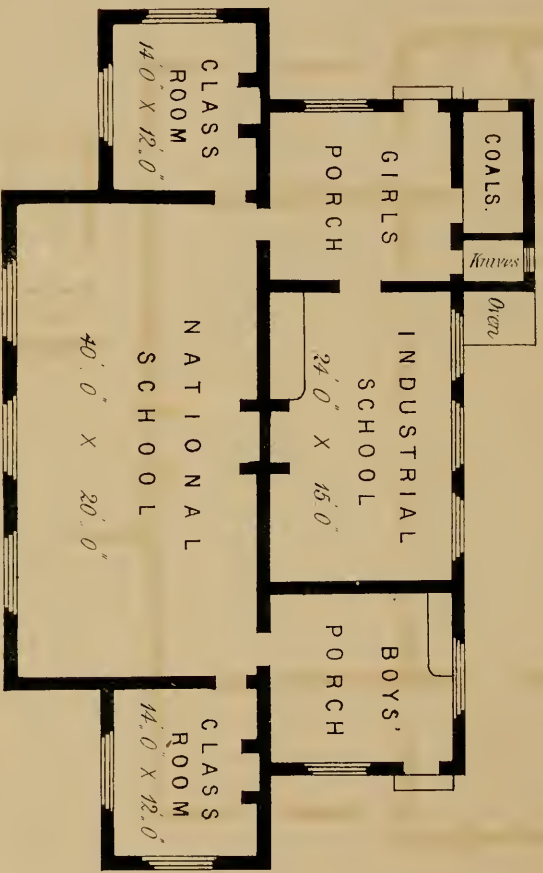 COALS.
Knives
Oven
GIRLS
PORCH
INDUSTRIAL
SCHOOL
24' 0" X 15' 0"
BOYS'
PORCH
CLASS
ROOM
14' 0" X 12. 0"
NATIONAL
SCHOOL
40'. 0" X 20'. 0"
CLASS
ROOM
14'. 0" X 12'. 0"